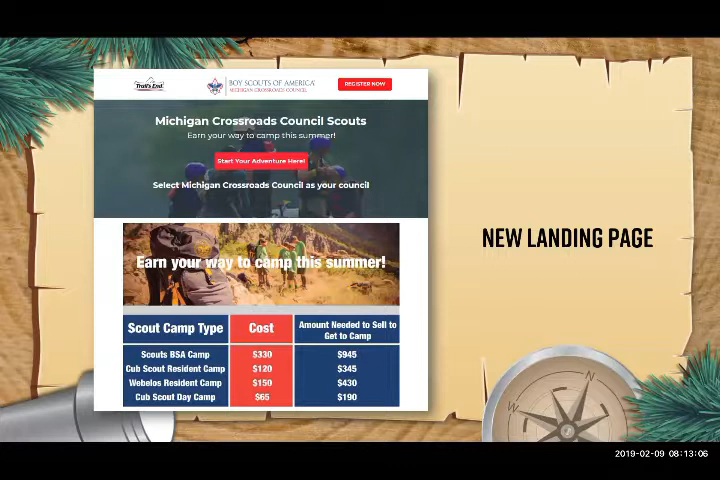 Trail's End
BOY SCOUTS OF AMERICA
MICHIGAN CROSSROADS COUNCIL
REGISTER NOW
Michigan Crossroads Council Scouts
Earn your way to camp this summer!
Start Your Adventure Here!
Select Michigan Crossroads Council as your council
Earn your way to camp this summer!
Scout Camp Type Cost Amount Needed to Sell to
Get to Camp
Scouts BSA Camp $330 $945
Cub Scout Resident Camp $120 $345
Webelos Resident Camp $150 $430
Cub Scout Day Camp $65 $190
NEW LANDING PAGE
N
W
2019-02-09 08:13:06